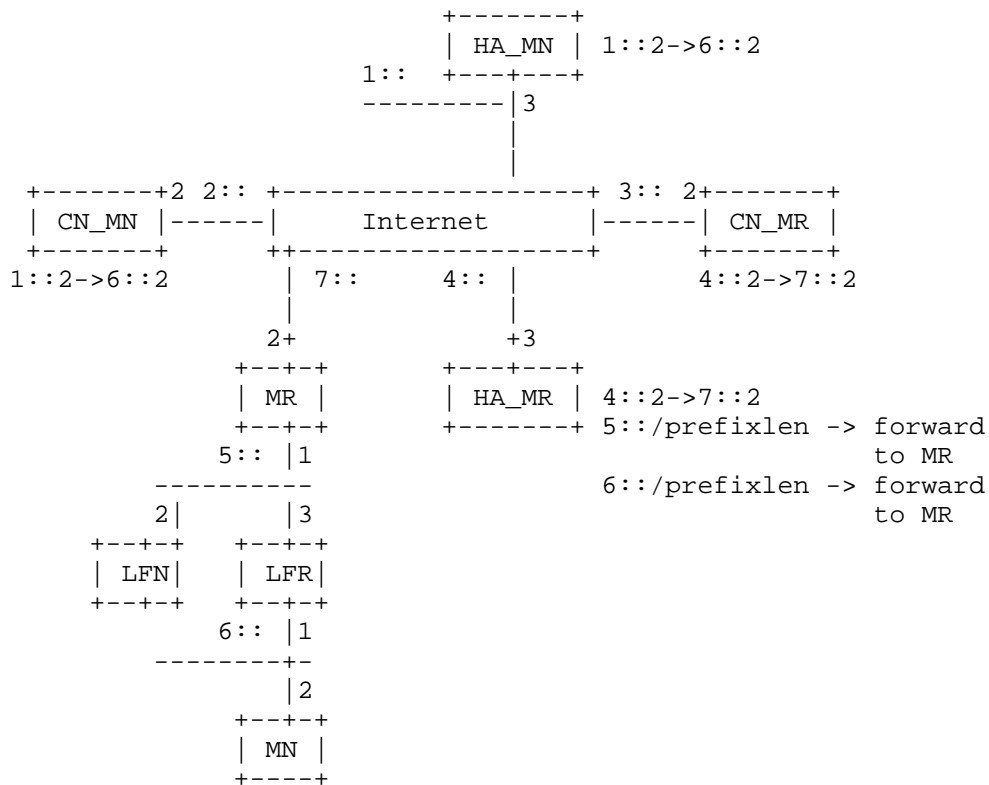 +-------+
| HA_MN | 1::2->6::2
1:: +---+---+
---------|3
|
|
+-------+2 2:: +-------------------+ 3:: 2+-------+
| CN_MN |------| Internet |------| CN_MR |
+-------+ ++------------------+ +-------+
1::2->6::2 | 7:: 4:: | 4::2->7::2
| |
2+ +3
+--+-+ +---+---+
| MR | | HA_MR | 4::2->7::2
+--+-+ +-------+ 5::/prefixlen -> forward
5:: |1 to MR
---------- 6::/prefixlen -> forward
2| |3 to MR
+--+-+ +--+-+
| LFN| | LFR|
+--+-+ +--+-+
6:: |1
--------+-
|2
+--+-+
| MN |
+----+